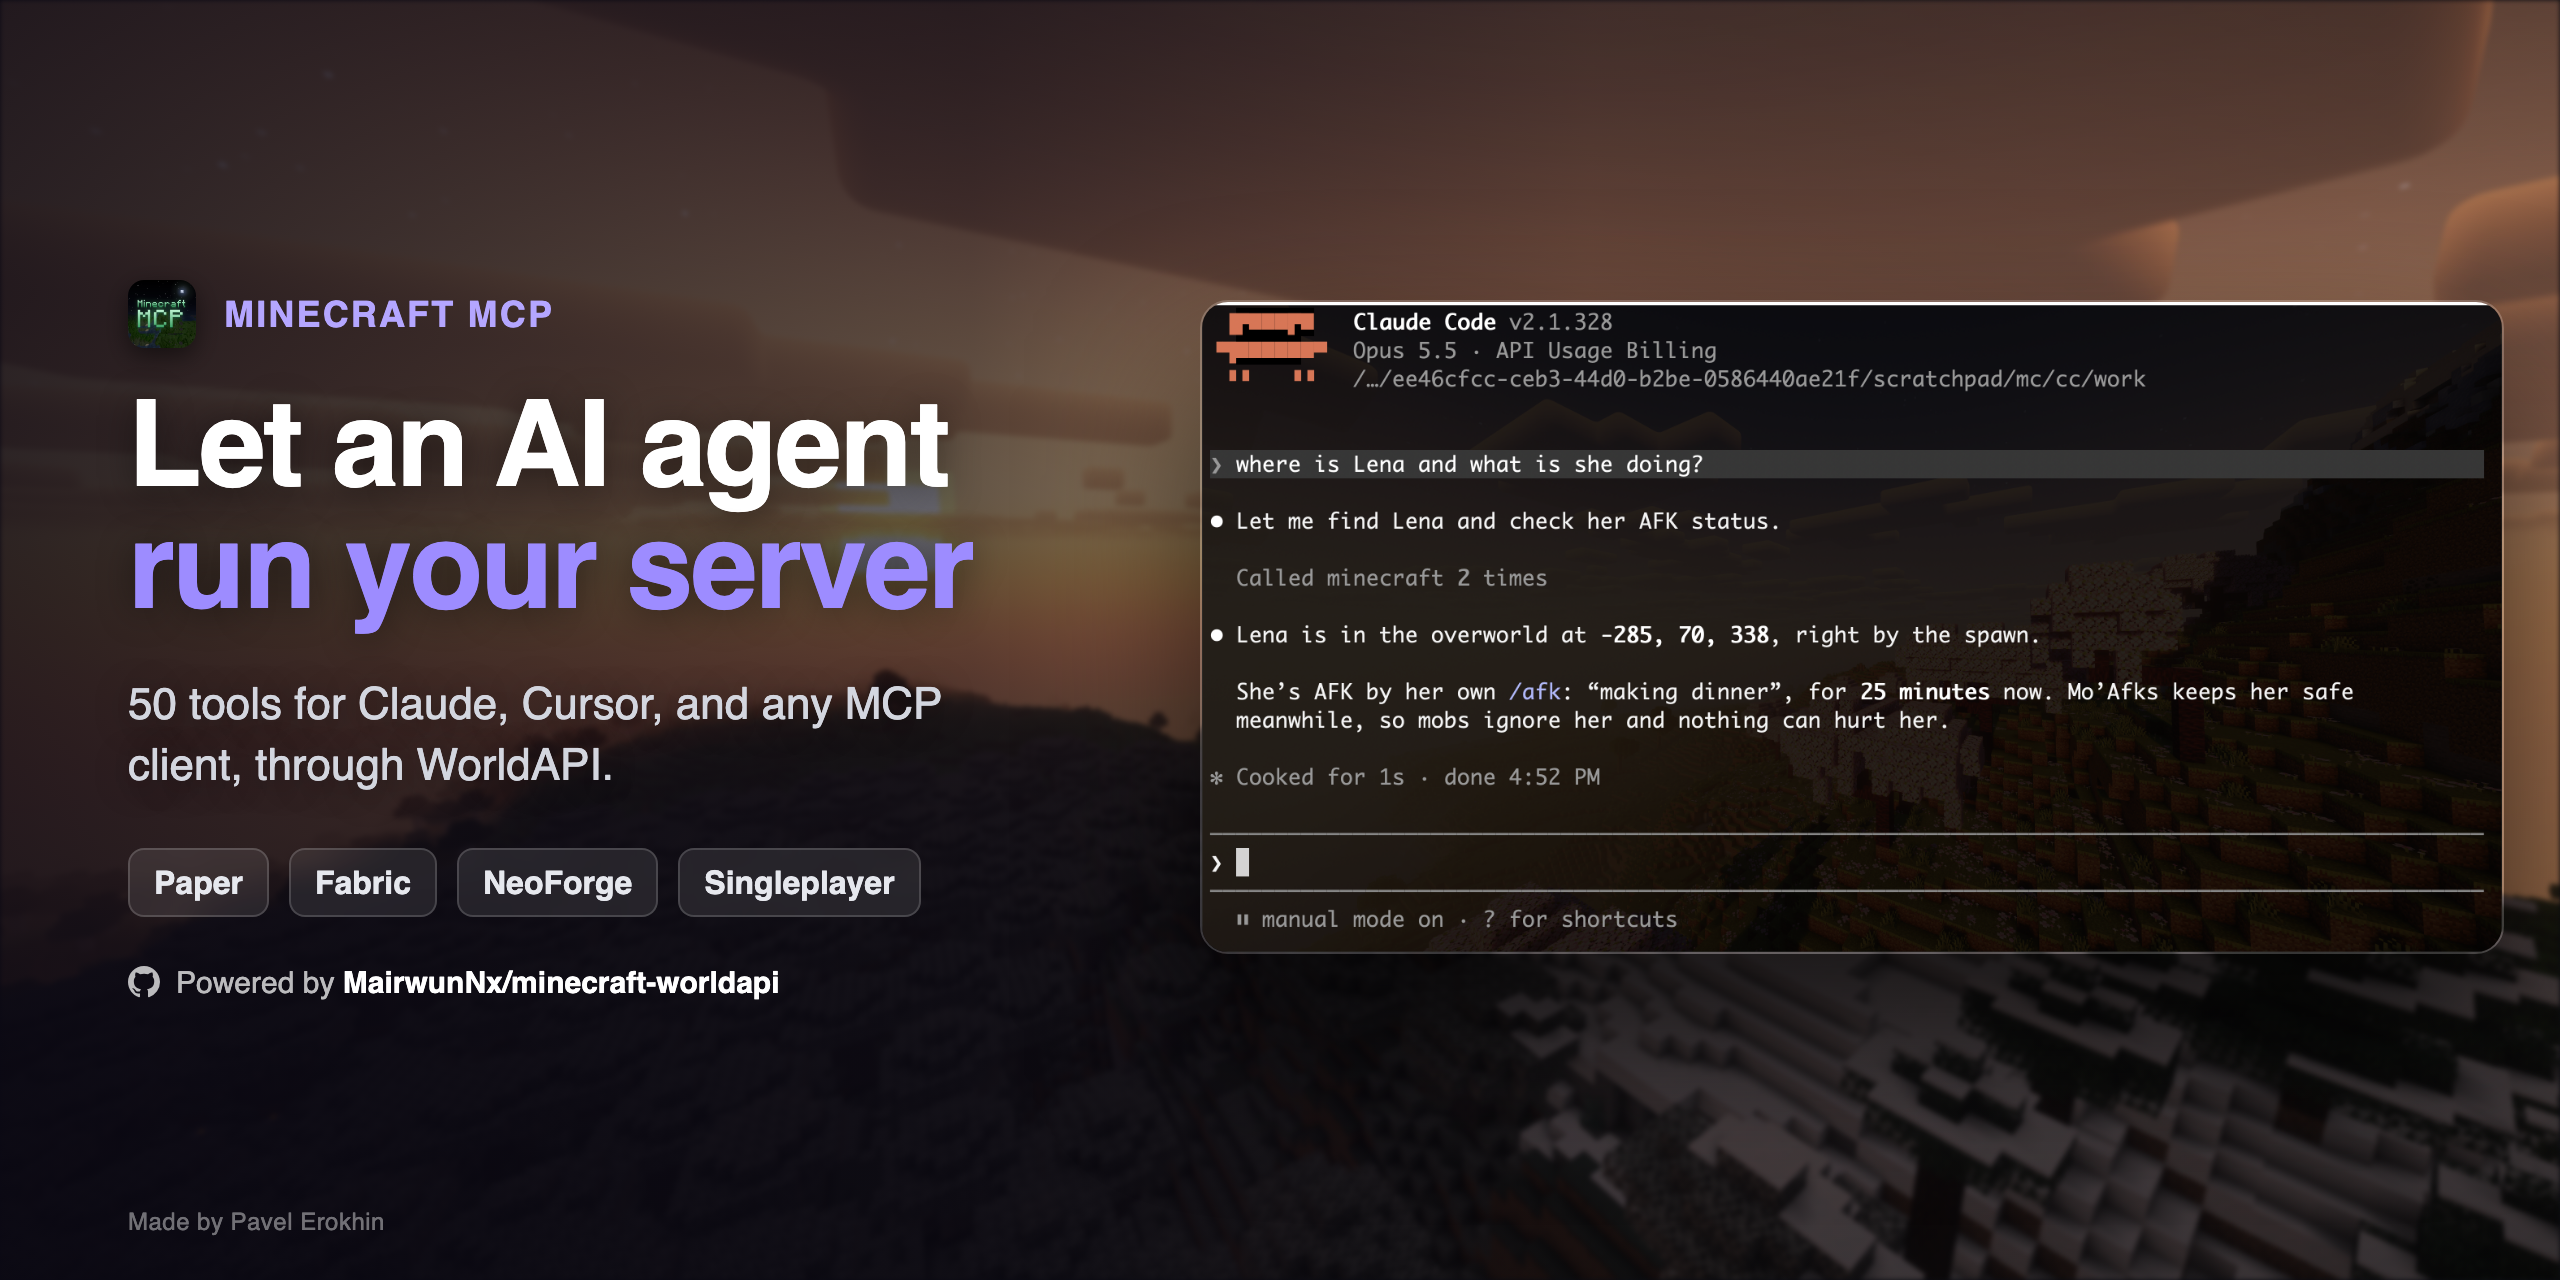 Minecraft
MCP
MINECRAFT MCP
Let an AI agent
run your server
50 tools for Claude, Cursor, and any MCP
client, through WorldAPI.
Paper
Fabric
NeoForge
Singleplayer
Powered by MairwunNx/minecraft-worldapi
Made by Pavel Erokhin
Claude Code v2.1.328
Opus 5.5 · API Usage Billing
/…/ee46cfcc-ceb3-44d0-b2be-0586440ae21f/scratchpad/mc/cc/work
❯ where is Lena and what is she doing?
● Let me find Lena and check her AFK status.
Called minecraft 2 times
● Lena is in the overworld at -285, 70, 338, right by the spawn.
She’s AFK by her own /afk: “making dinner”, for 25 minutes now. Mo’Afks keeps her safe
meanwhile, so mobs ignore her and nothing can hurt her.
✻ Cooked for 1s · done 4:52 PM
❯
⏸ manual mode on · ? for shortcuts